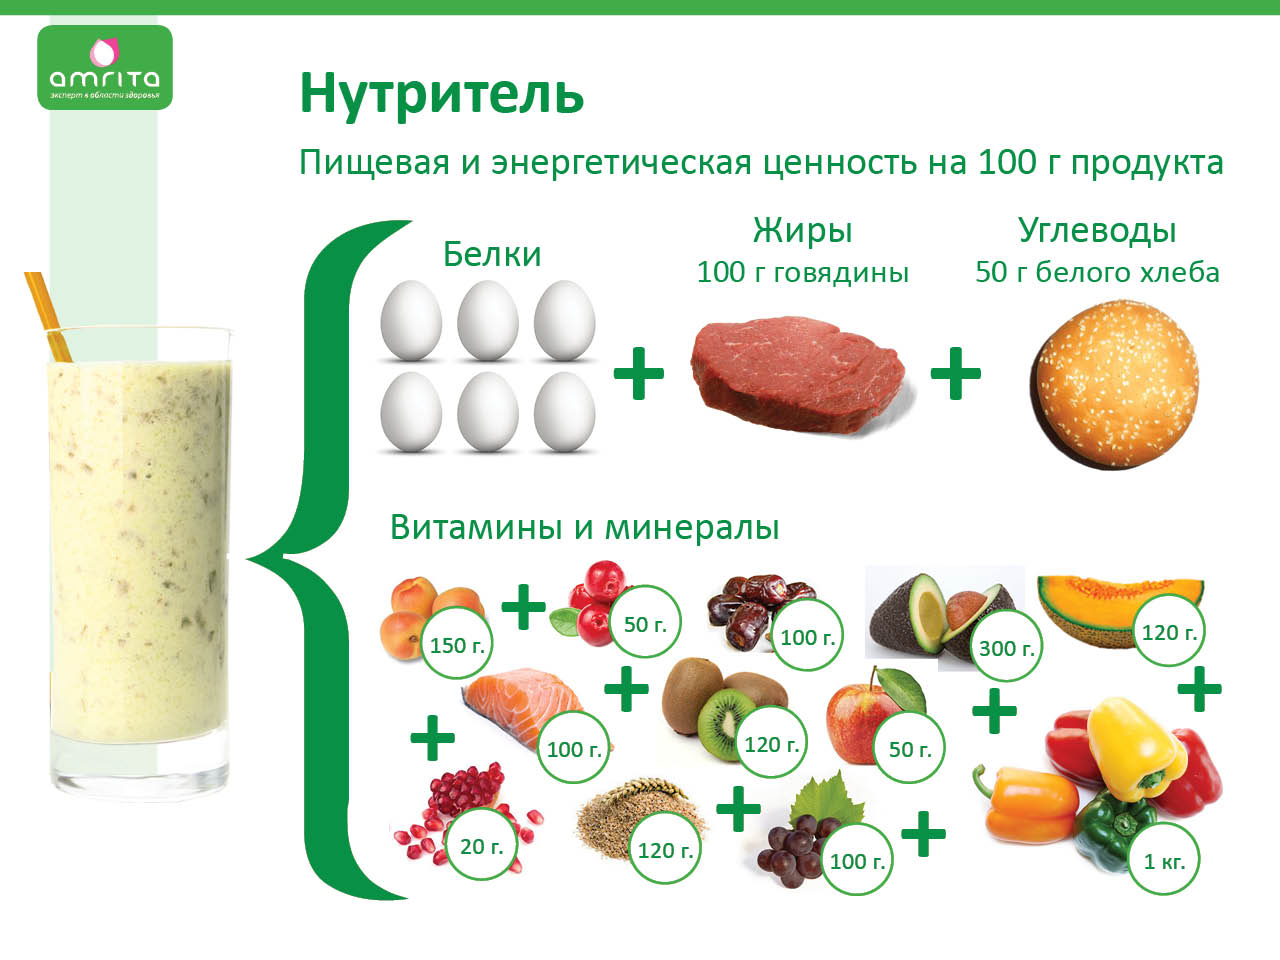 amrita
эксперт в области здоровья
Нутритель
Пищевая и энергетическая ценность на 100 г продукта
Белки
Жиры
100 г говядины
Углеводы
50 г белого хлеба
+ +
Витамины и минералы
150 г.
+
50 г.
100 г.
300 г.
120 г.
+
100 г.
+
120 г.
50 г.
+
+
20 г.
120 г.
+
100 г.
+
1 кг.